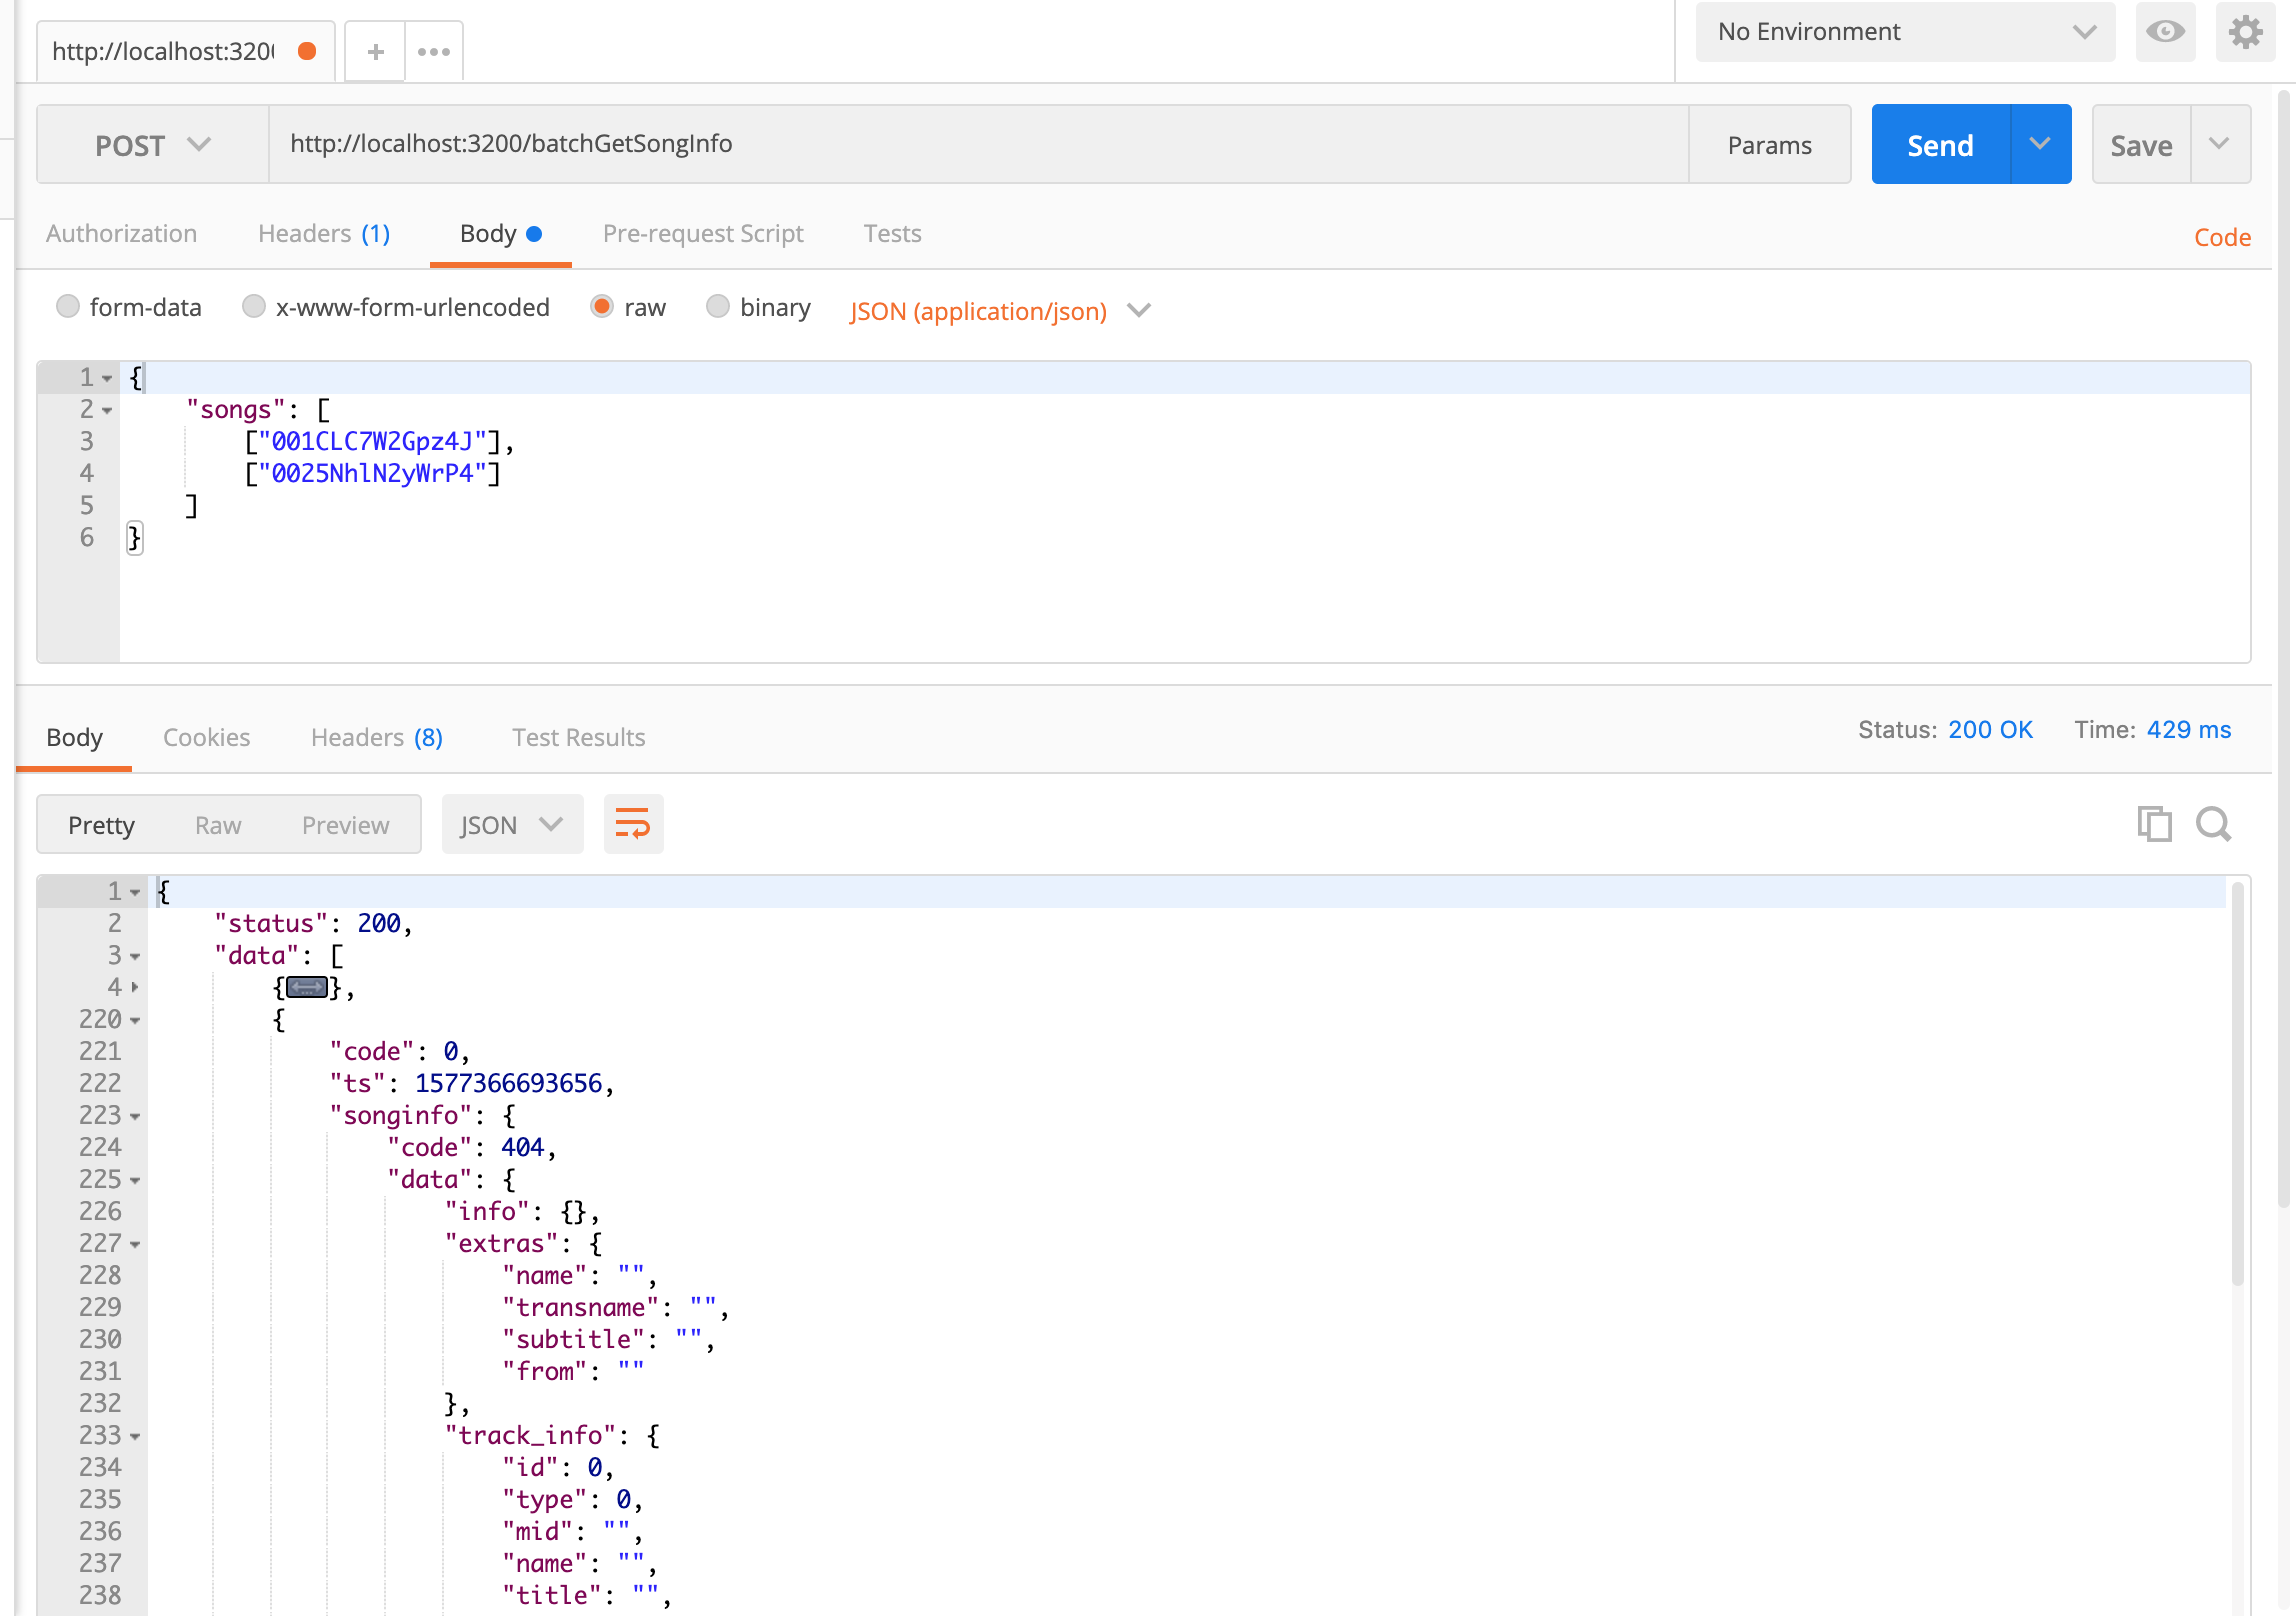 http://localhost:320
No Environment
POST http://localhost:3200/batchGetSongInfo Params Send Save
Authorization Headers (1) Body Pre-request Script Tests Code
form-data x-www-form-urlencoded raw binary JSON (application/json)
1 {
2 "songs": [
3 ["001CLC7W2Gpz4J"],
4 ["0025NhlN2yWrP4"]
5 ]
6 }
Body Cookies Headers (8) Test Results Status: 200 OK Time: 429 ms
Pretty Raw Preview JSON
1 {
2 "status": 200,
3 "data": [
4 {↔},
220 {
221 "code": 0,
222 "ts": 1577366693656,
223 "songinfo": {
224 "code": 404,
225 "data": {
226 "info": {},
227 "extras": {
228 "name": "",
229 "transname": "",
230 "subtitle": "",
231 "from": ""
232 },
233 "track_info": {
234 "id": 0,
235 "type": 0,
236 "mid": "",
237 "name": "",
238 "title": "",